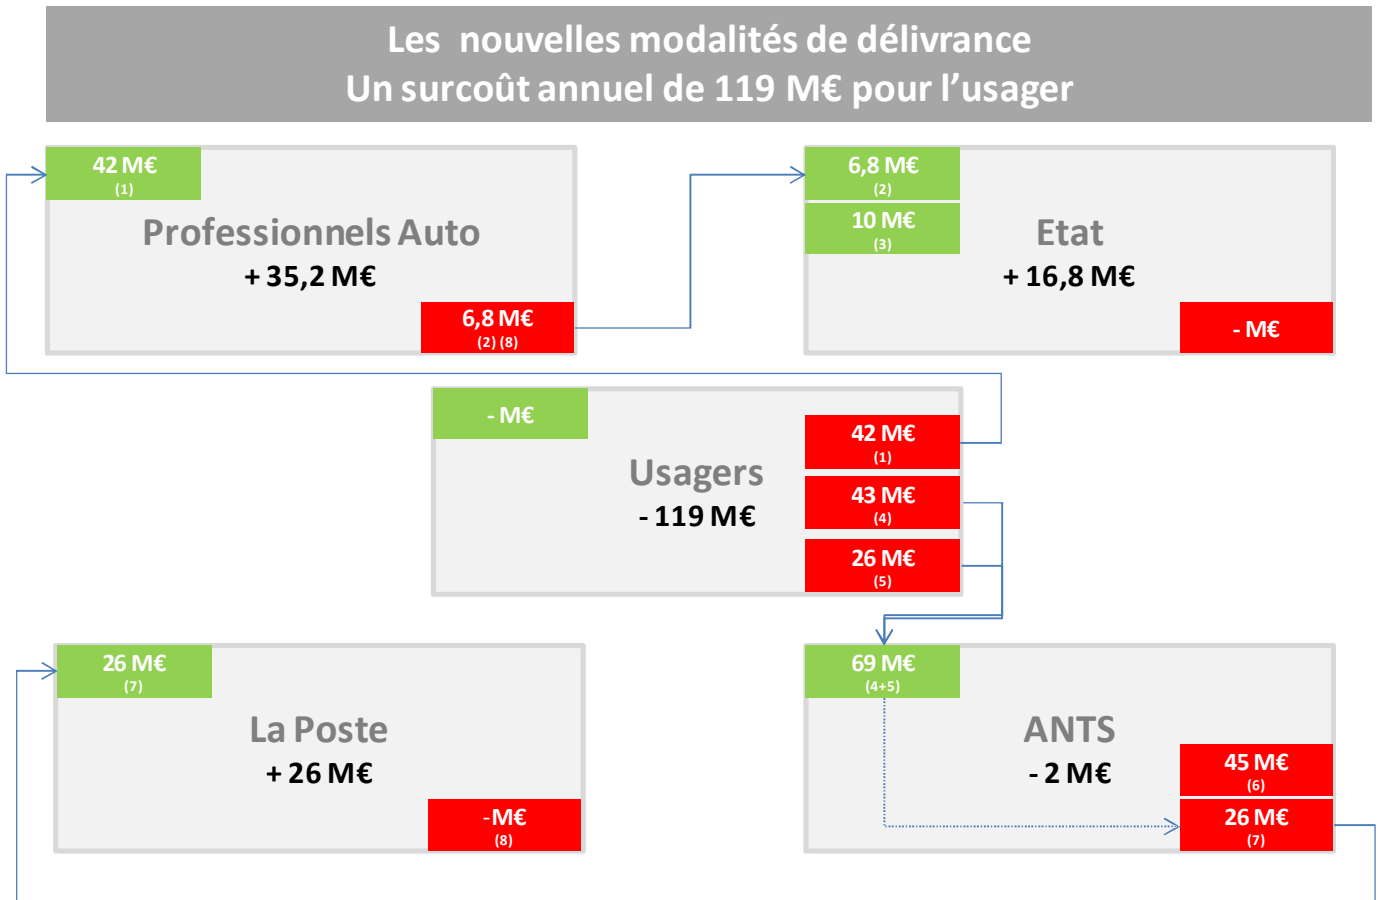 Les nouvelles modalités de délivrance
Un surcoût annuel de 119 M€ pour l'usager
42 M€
(1)
Professionnels Auto
+ 35,2 M€
6,8 M€
(2) (8)
6,8 M€
(2)
10 M€
(3)
Etat
+ 16,8 M€
- M€
- M€
Usagers
- 119 M€
42 M€
(1)
43 M€
(4)
26 M€
(5)
26 M€
(7)
La Poste
+ 26 M€
-M€
(8)
69 M€
(4+5)
ANTS
- 2 M€
45 M€
(6)
26 M€
(7)